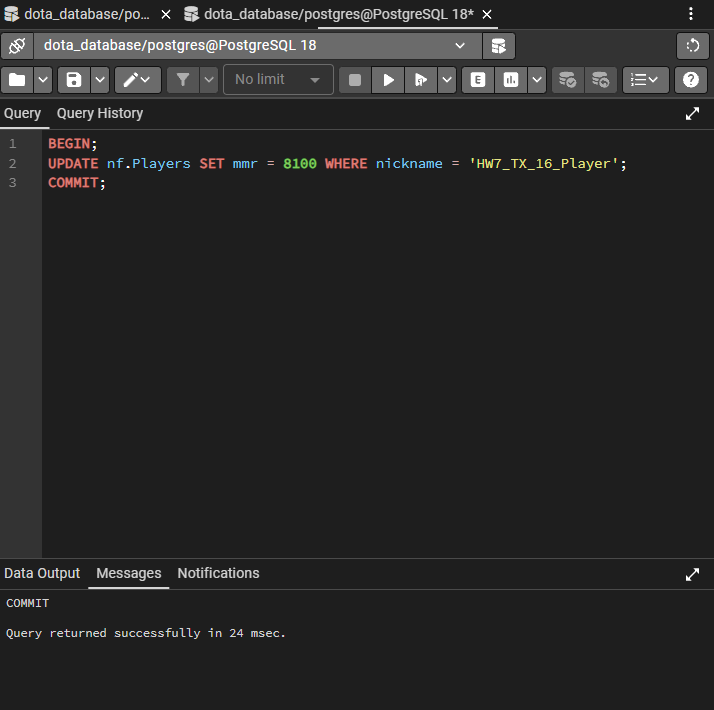 dota_database/po... dota_database/postgres@PostgreSQL 18*
dota_database/postgres@PostgreSQL 18
No limit E
Query Query History
1 BEGIN;
2 UPDATE nf.Players SET mmr = 8100 WHERE nickname = 'HW7_TX_16_Player';
3 COMMIT;
Data Output Messages Notifications
COMMIT
Query returned successfully in 24 msec.